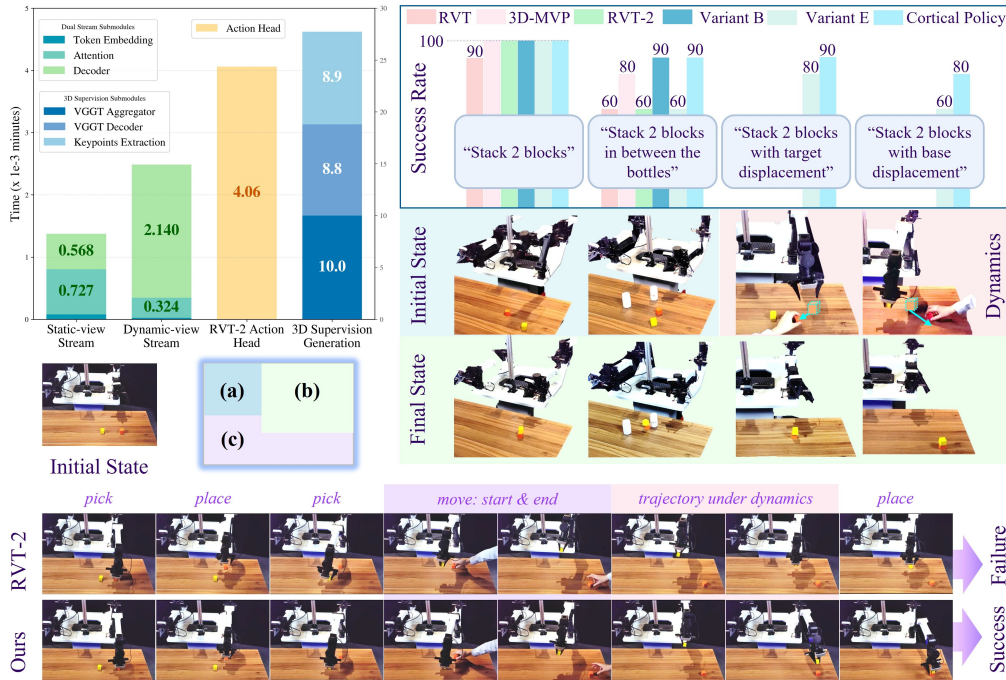 Time (x 1e-3 minutes)
5
4
3
2
1
0
30
25
20
15
10
5
0
Dual Stream Submodules
Token Embedding
Attention
Decoder
3D Supervision Submodules
VGGT Aggregator
VGGT Decoder
Keypoints Extraction
Action Head
0.568
0.727
2.140
0.324
4.06
8.9
8.8
10.0
Static-view
Stream
Dynamic-view
Stream
RVT-2 Action
Head
3D Supervision
Generation
RVT
3D-MVP
RVT-2
Variant B
Variant E
Cortical Policy
Success Rate
100
90
60
80
60
90
60
90
80
90
60
80
“Stack 2 blocks”
“Stack 2 blocks
in between the
bottles”
“Stack 2 blocks
with target
displacement”
“Stack 2 blocks
with base
displacement”
Initial State
Dynamics
Final State
Initial State
(a)
(b)
(c)
pick
place
pick
move: start & end
trajectory under dynamics
place
RVT-2
Failure
Ours
Success